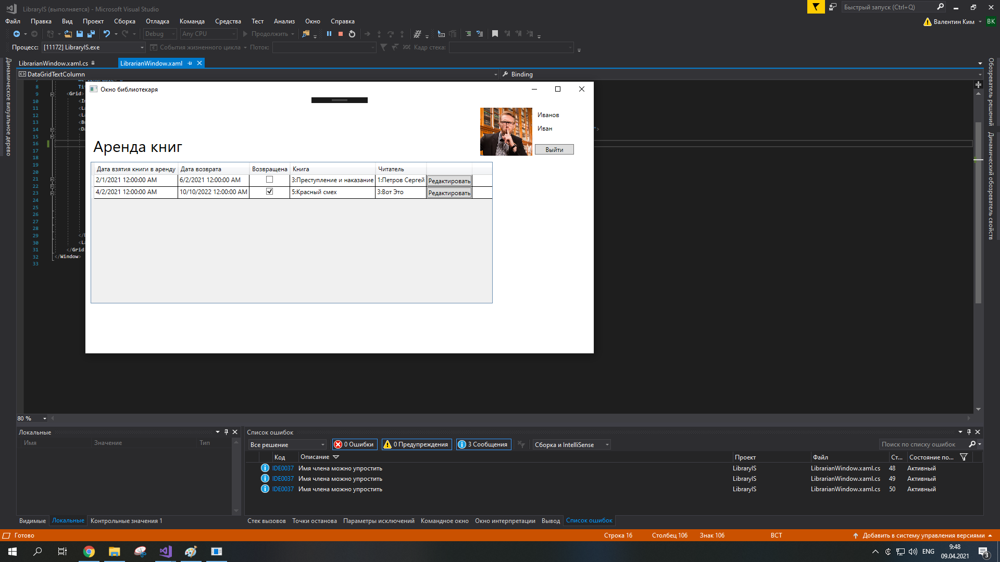 LibraryIS (выполняется) - Microsoft Visual Studio
Быстрый запуск (Ctrl+Q)
Файл Правка Вид Проект Сборка Отладка Команда Средства Тест Анализ Окно Справка
Валентин Ким
ВК
Debug Any CPU Продолжить
Процесс: [11172] LibraryIS.exe События жизненного цикла Поток: Кадр стека:
Динамическое визуальное дерево
LibrarianWindow.xaml.cs LibrarianWindow.xaml
DataGridTextColumn Binding
Обозреватель решений
Динамический обозреватель свойств
7
8 Ti
9 <Grid>
10
11 <La
12 <La
13
14 <Da ">
15
16
17
18
19
20
21
22
23
24
25
26
27
28
29
30 <La
31 </Grid
32 </Window>
33
Окно библиотекаря
Иванов
Иван
Выйти
Аренда книг
Дата взятия книги в аренду Дата возврата Возвращена Книга Читатель
2/1/2021 12:00:00 AM 6/2/2021 12:00:00 AM 3:Преступление и наказание 1:Петров Сергей Редактировать
4/2/2021 12:00:00 AM 10/10/2022 12:00:00 AM 5:Красный смех 3:Вот Это Редактировать
80 %
Локальные
Имя Значение Тип
Видимые Локальные Контрольные значения 1
Список ошибок
Все решение 0 Ошибки 0 Предупреждения 3 Сообщения Сборка и IntelliSense Поиск по списку ошибок
Код Описание Проект Файл Ст... Состояние по...
IDE0037 Имя члена можно упростить LibraryIS LibrarianWindow.xaml.cs 48 Активный
IDE0037 Имя члена можно упростить LibraryIS LibrarianWindow.xaml.cs 49 Активный
IDE0037 Имя члена можно упростить LibraryIS LibrarianWindow.xaml.cs 50 Активный
Стек вызовов Точки останова Параметры исключений Командное окно Окно интерпретации Вывод Список ошибок
Готово Строка 16 Столбец 106 Знак 106 ВСТ Добавить в систему управления версиями
ENG 9:48
09.04.2021
3